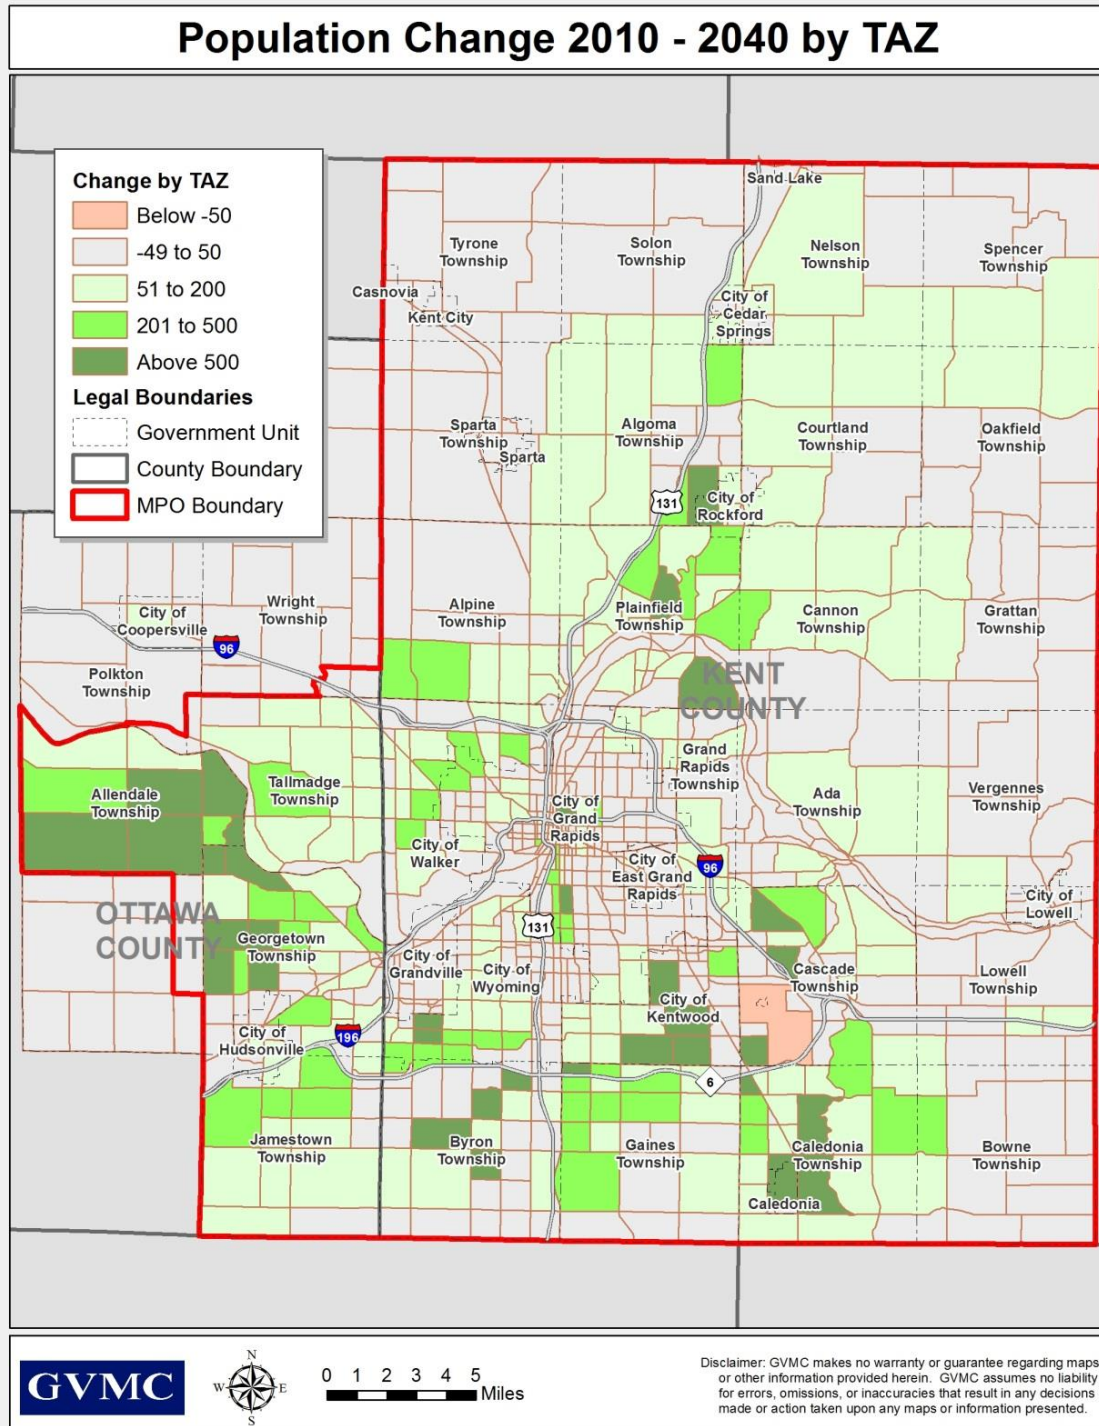 Population Change 2010 - 2040 by TAZ
Change by TAZ
Below -50
-49 to 50
51 to 200
201 to 500
Above 500
Legal Boundaries
Government Unit
County Boundary
MPO Boundary
Sand Lake
Tyrone
Township
Solon
Township
Nelson
Township
Spencer
Township
Casnovia
Kent City
City of
Cedar
Springs
Sparta
Township
Sparta
Algoma
Township
Courtland
Township
Oakfield
Township
131
City of
Rockford
City of
Coopersville
Wright
Township
96
Alpine
Township
Plainfield
Township
Cannon
Township
Grattan
Township
Polkton
Township
KENT
COUNTY
Allendale
Township
Tallmadge
Township
Grand
Rapids
Township
City of
Grand
Rapids
Ada
Township
Vergennes
Township
City of
Walker
City of
East Grand
Rapids
96
City of
Lowell
OTTAWA
COUNTY
Georgetown
Township
131
City of
Grandville
City of
Wyoming
City of
Kentwood
Cascade
Township
Lowell
Township
City of
Hudsonville
196
6
Jamestown
Township
Byron
Township
Gaines
Township
Caledonia
Township
Bowne
Township
Caledonia
GVMC
N
W
E
S
0 1 2 3 4 5
Miles
Disclaimer: GVMC makes no warranty or guarantee regarding maps
or other information provided herein. GVMC assumes no liability
for errors, omissions, or inaccuracies that result in any decisions
made or action taken upon any maps or information presented.